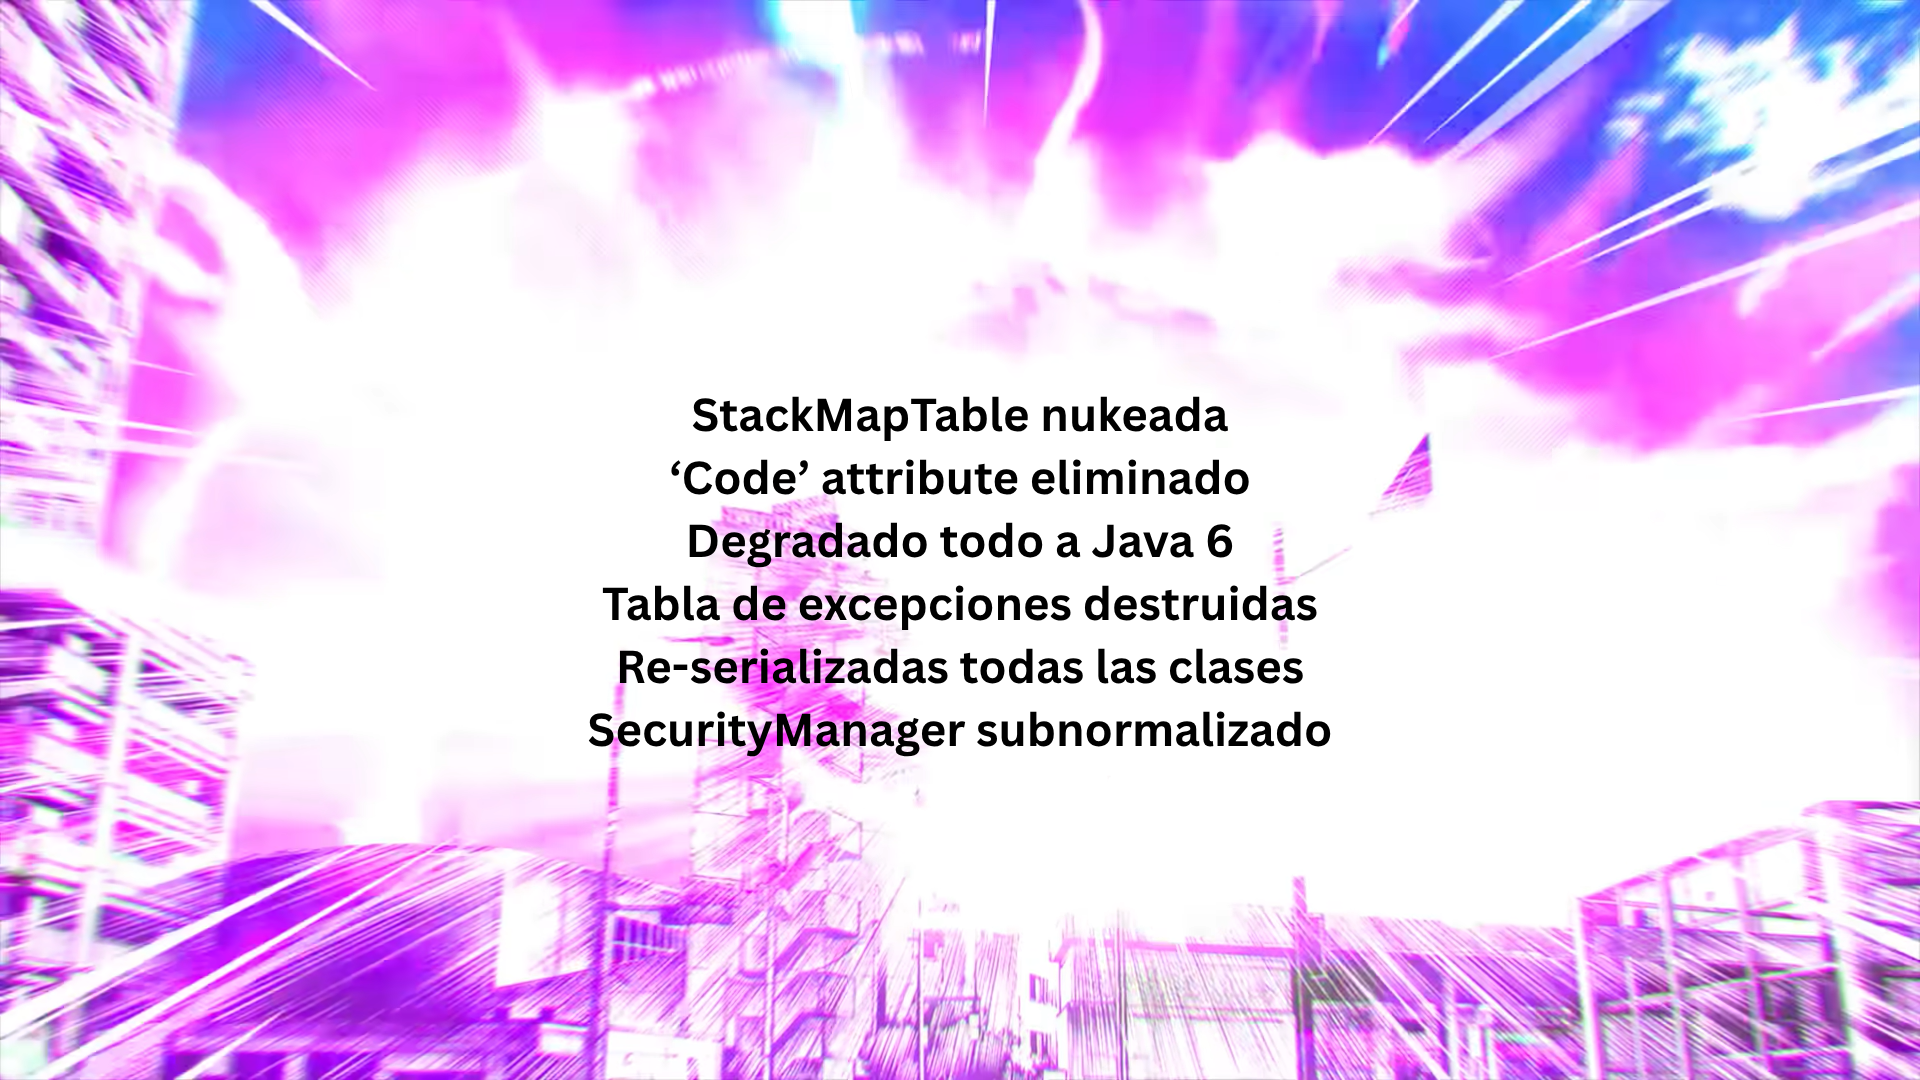 StackMapTable nukeada
‘Code’ attribute eliminado
Degradado todo a Java 6
Tabla de excepciones destruidas
Re-serializadas todas las clases
SecurityManager subnormalizado